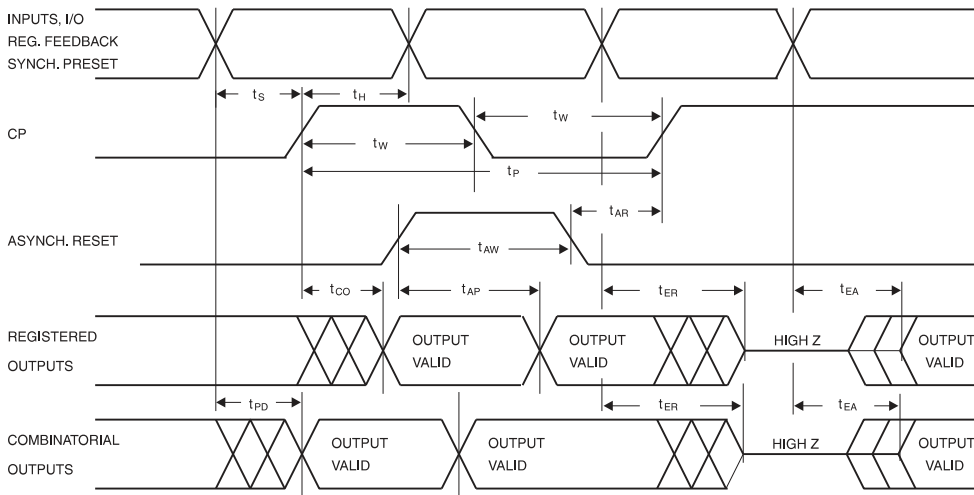 INPUTS, I/O
REG. FEEDBACK
SYNCH. PRESET
tS
tH
CP
tW
tW
tP
tAR
ASYNCH. RESET
tAW
tCO
tAP
tER
tEA
REGISTERED
OUTPUTS
OUTPUT
VALID
OUTPUT
VALID
HIGH Z
OUTPUT
VALID
tPD
tER
tEA
COMBINATORIAL
OUTPUTS
OUTPUT
VALID
OUTPUT
VALID
HIGH Z
OUTPUT
VALID